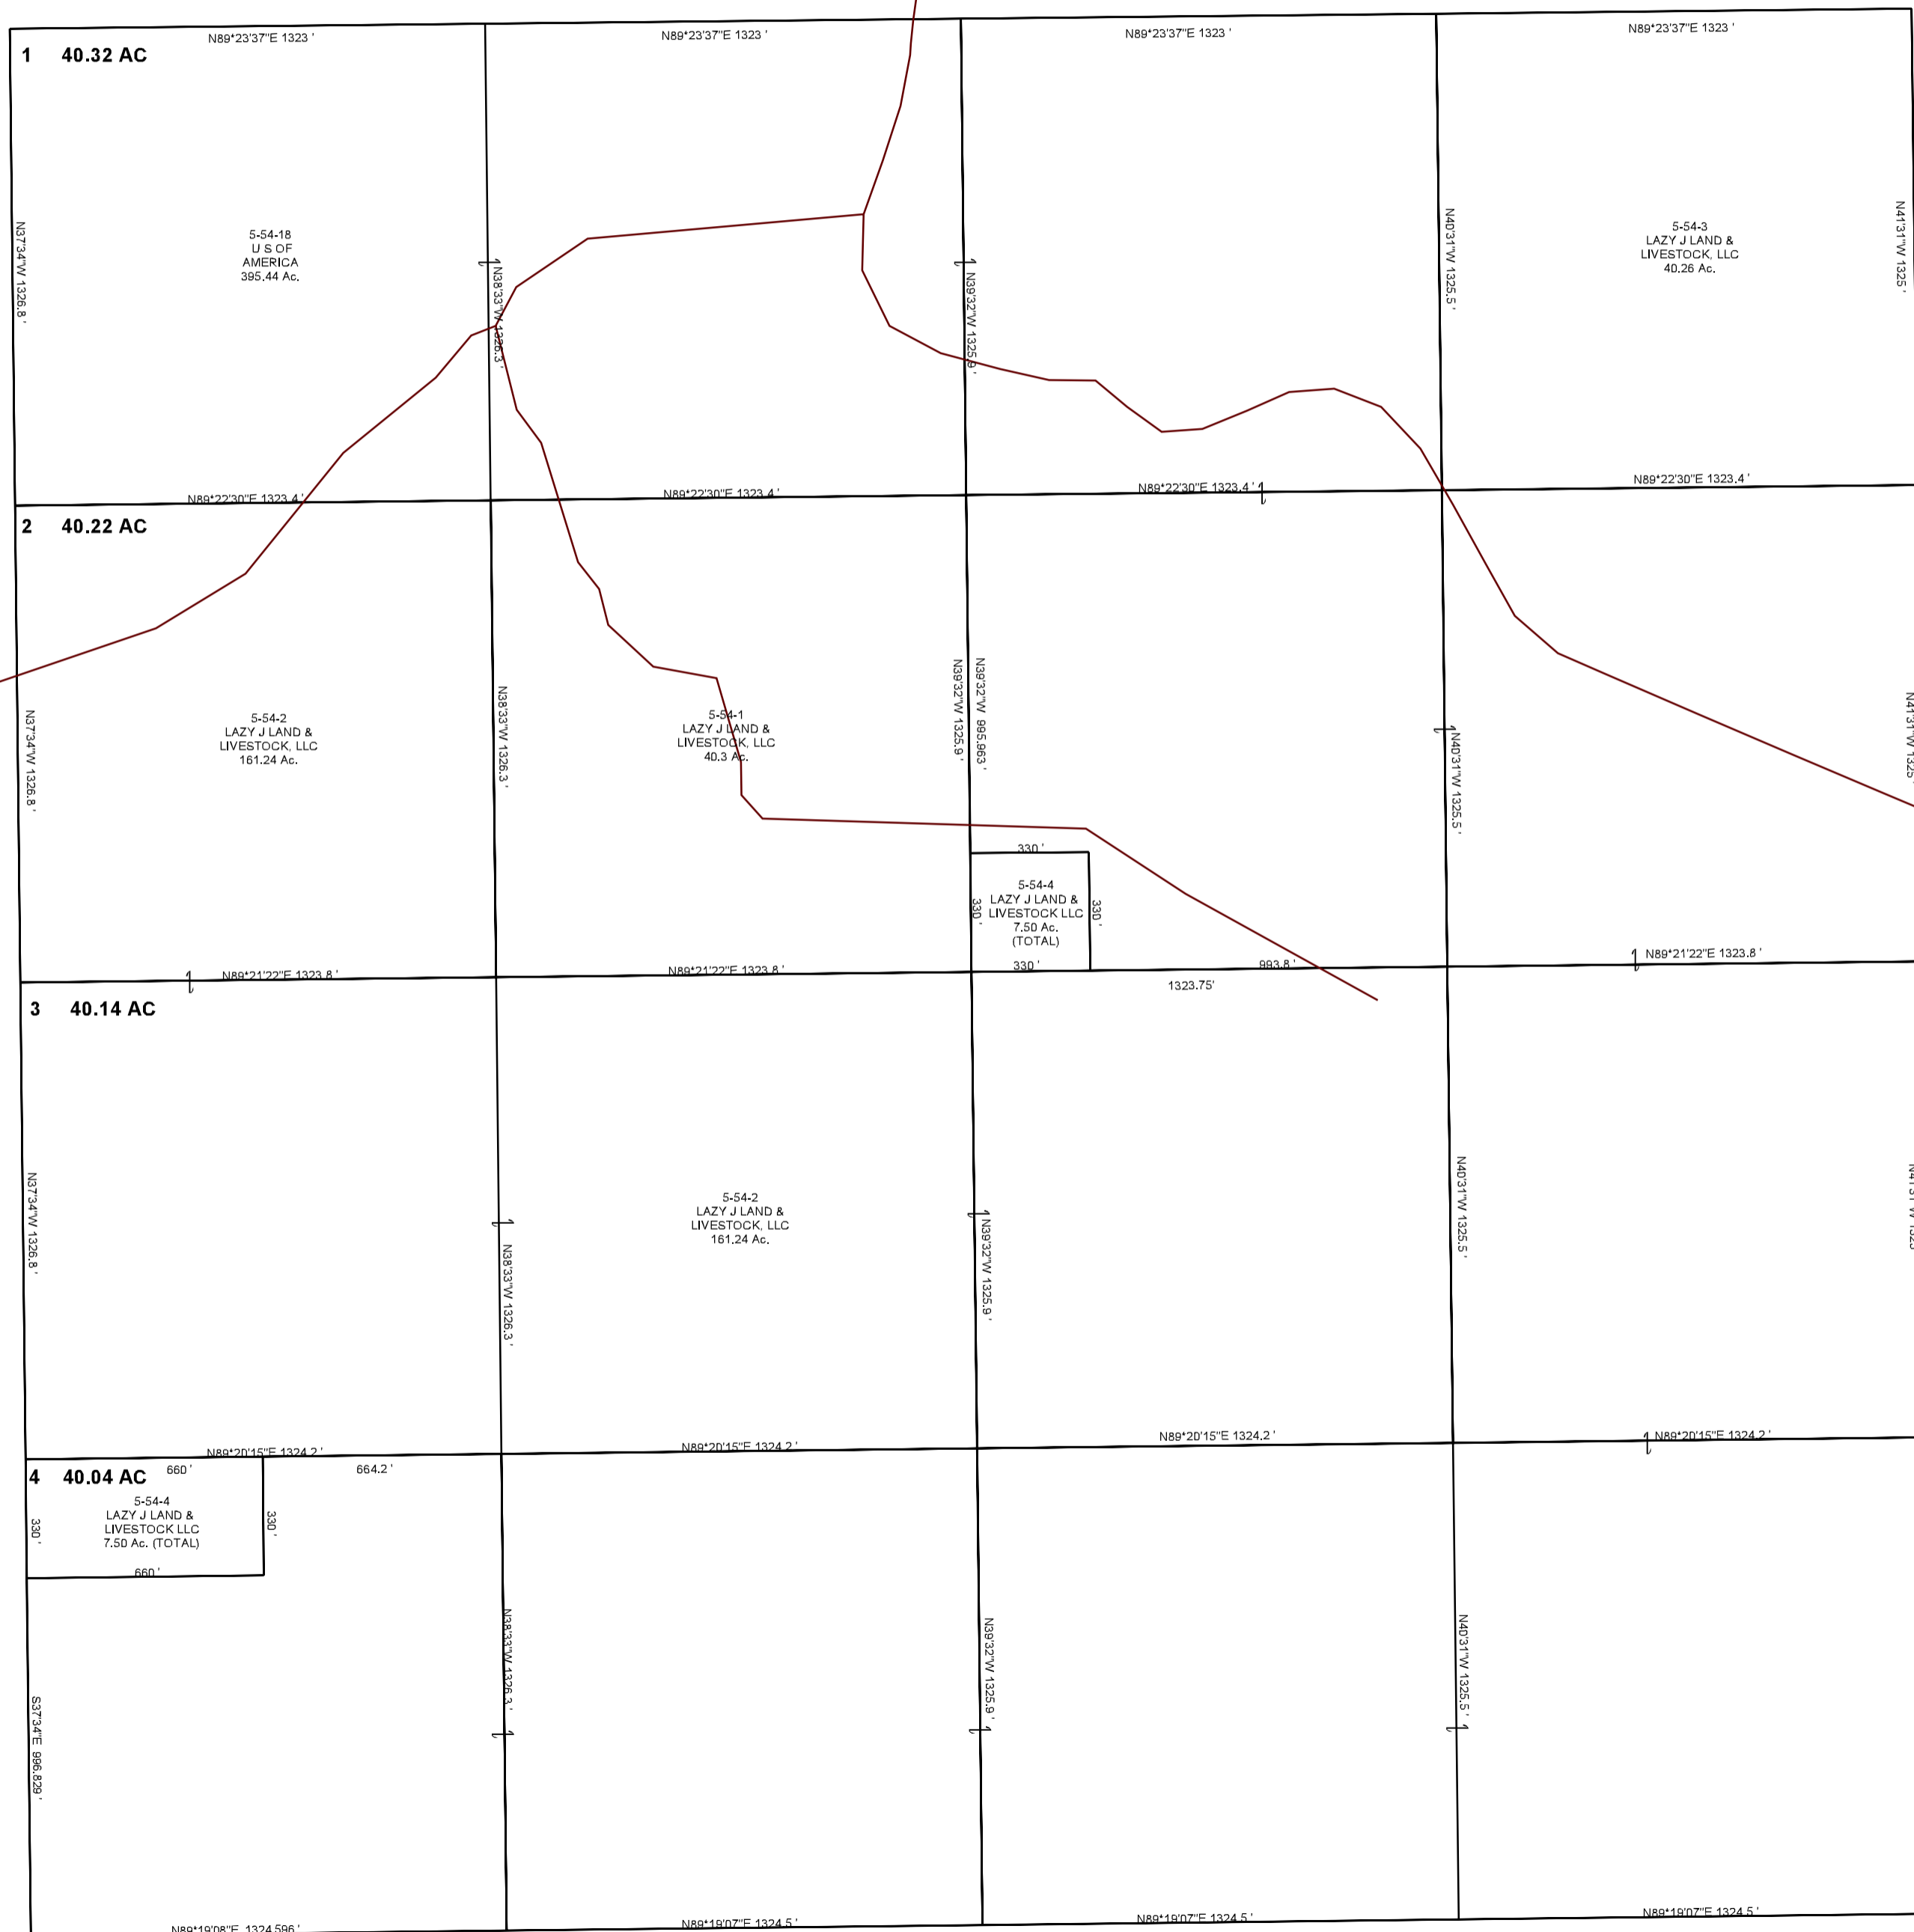 N89*23'37"E 1323 '
N89*23'37"E 1323 '
N89*23'37"E 1323 '
N89*23'37"E 1323 '
1 40.32 AC
N37'34"W 1326.8 '
5-54-18
U S OF
AMERICA
395.44 Ac.
N38'33"W 1326.3 '
N39'32"W 1325.9 '
N40'31"W 1325.5 '
5-54-3
LAZY J LAND &
LIVESTOCK, LLC
40.26 Ac.
N41'31"W 1325 '
N89*22'30"E 1323.4 '
N89*22'30"E 1323.4 '
N89*22'30"E 1323.4 '
N89*22'30"E 1323.4 '
2 40.22 AC
N37'34"W 1326.8 '
5-54-2
LAZY J LAND &
LIVESTOCK, LLC
161.24 Ac.
N38'33"W 1326.3 '
5-54-1
LAZY J LAND &
LIVESTOCK, LLC
40.3 Ac.
N39'32"W 1325.9 '
N39'32"W 995.963 '
N40'31"W 1325.5 '
N41'31"W 1325 '
330 '
330 '
5-54-4
LAZY J LAND &
LIVESTOCK LLC
7.50 Ac.
(TOTAL)
330 '
330 '
993.8 '
N89*21'22"E 1323.8 '
N89*21'22"E 1323.8 '
1323.75'
N89*21'22"E 1323.8 '
3 40.14 AC
N37'34"W 1326.8 '
N38'33"W 1326.3 '
5-54-2
LAZY J LAND &
LIVESTOCK, LLC
161.24 Ac.
N39'32"W 1325.9 '
N40'31"W 1325.5 '
N89*20'15"E 1324.2 '
N89*20'15"E 1324.2 '
N89*20'15"E 1324.2 '
N89*20'15"E 1324.2 '
4 40.04 AC
660 '
664.2 '
330 '
5-54-4
LAZY J LAND &
LIVESTOCK LLC
7.50 Ac. (TOTAL)
330 '
660 '
S37'34"E 996.829 '
N38'33"W 1326.3 '
N39'32"W 1325.9 '
N40'31"W 1325.5 '
N89*19'08"E 1324.596 '
N89*19'07"E 1324.5 '
N89*19'07"E 1324.5 '
N89*19'07"E 1324.5 '